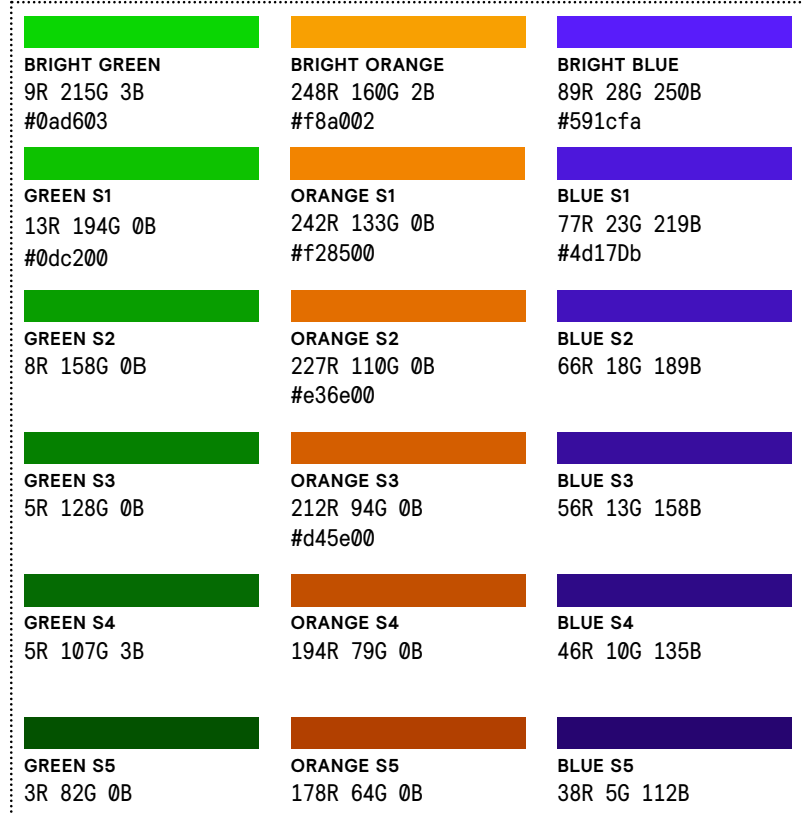 BRIGHT GREEN
9R 215G 3B
#0ad603
BRIGHT ORANGE
248R 160G 2B
#f8a002
BRIGHT BLUE
89R 28G 250B
#591cfa
GREEN S1
13R 194G 0B
#0dc200
ORANGE S1
242R 133G 0B
#f28500
BLUE S1
77R 23G 219B
#4d17Db
GREEN S2
8R 158G 0B
ORANGE S2
227R 110G 0B
#e36e00
BLUE S2
66R 18G 189B
GREEN S3
5R 128G 0B
ORANGE S3
212R 94G 0B
#d45e00
BLUE S3
56R 13G 158B
GREEN S4
5R 107G 3B
ORANGE S4
194R 79G 0B
BLUE S4
46R 10G 135B
GREEN S5
3R 82G 0B
ORANGE S5
178R 64G 0B
BLUE S5
38R 5G 112B